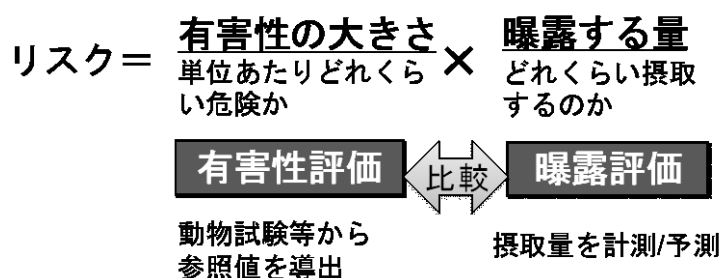 リスク＝ 有害性の大きさ × 曝露する量
単位あたりどれくら
い危険か
どれくらい摂取
するのか
有害性評価 比較 曝露評価
動物試験等から
参照値を導出
摂取量を計測/予測